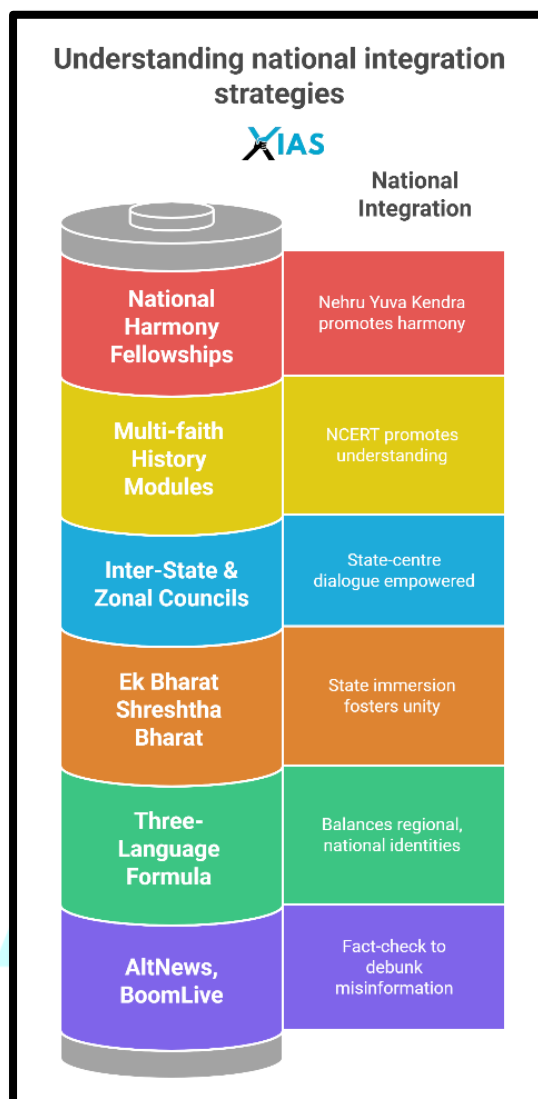 Understanding national integration
strategies
XIAS
National
Integration
National
Harmony
Fellowships
Nehru Yuva Kendra
promotes harmony
Multi-faith
History
Modules
NCERT promotes
understanding
Inter-State &
Zonal Councils
State-centre
dialogue empowered
Ek Bharat
Shreshtha
Bharat
State immersion
fosters unity
Three-
Language
Formula
Balances regional,
national identities
AltNews,
BoomLive
Fact-check to
debunk
misinformation